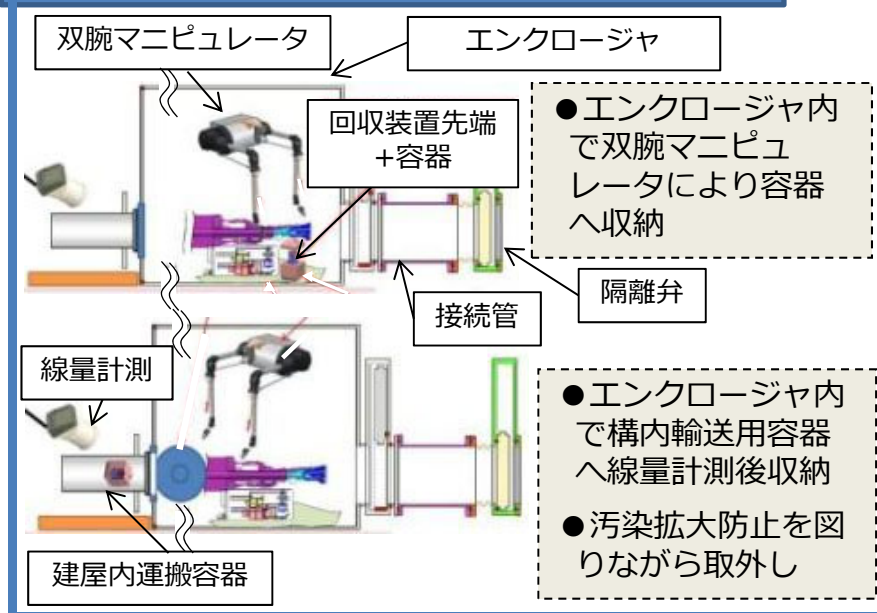 双腕マニピュレータ
エンクロージャ
回収装置先端
+容器
●エンクロージャ内
で双腕マニピュ
レータにより容器
へ収納
隔離弁
接続管
線量計測
●エンクロージャ内
で構内輸送用容器
へ線量計測後収納
●汚染拡大防止を図
りながら取外し
建屋内運搬容器